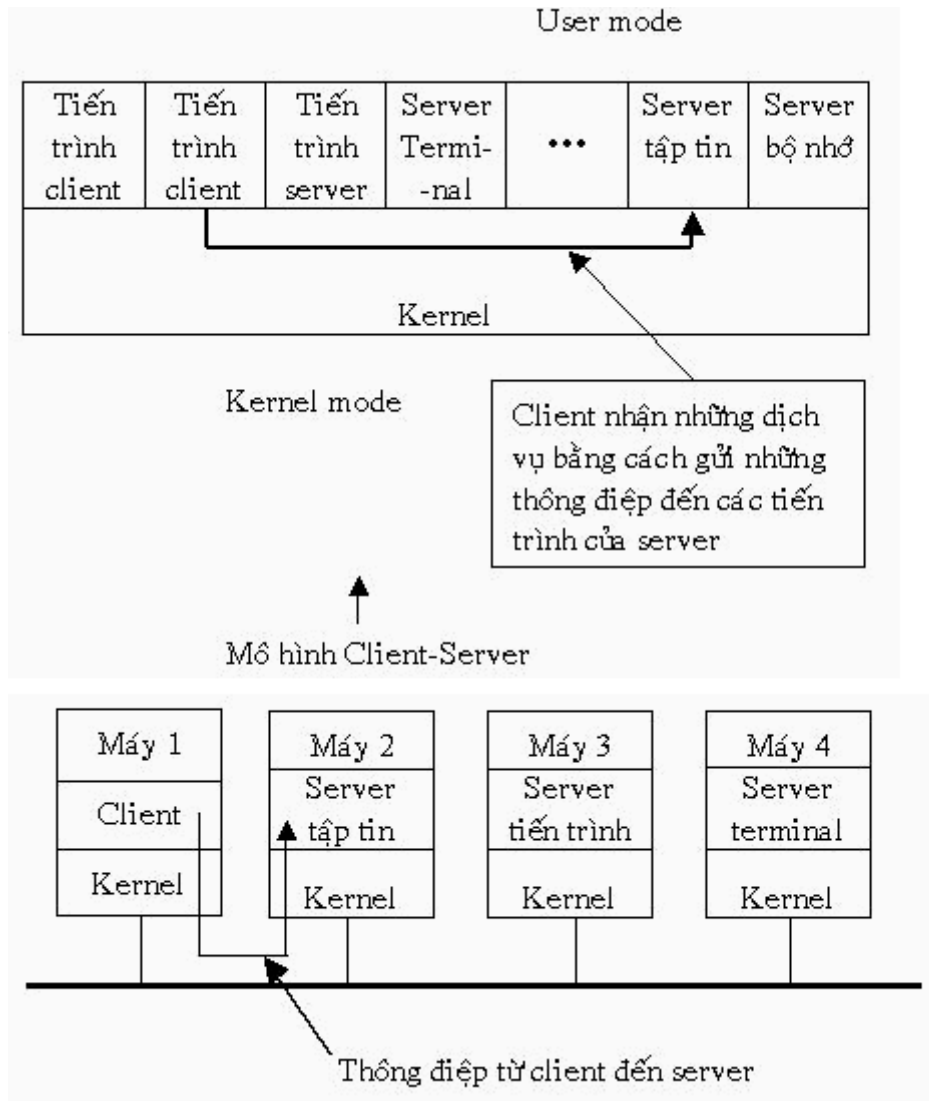 User mode
Tiến
trình
client
Tiến
trình
client
Tiến
trình
server
Server
Termi-
-nal
•••
Server
tập tin
Server
bộ nhớ
Kernel
Kernel mode
Client nhận những dịch
vụ bằng cách gửi những
thông điệp đến các tiến
trình của server
Mô hình Client-Server
Máy 1
Client
Kernel
Máy 2
Server
tập tin
Kernel
Máy 3
Server
tiến trình
Kernel
Máy 4
Server
terminal
Kernel
Thông điệp từ client đến server